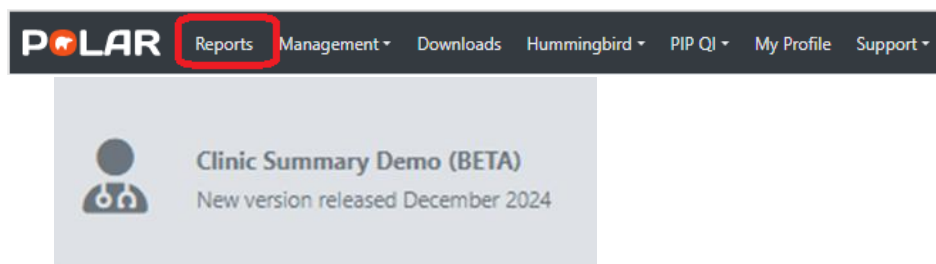 POLAR Reports Management Downloads Hummingbird PIP QI My Profile Support
Clinic Summary Demo (BETA)
New version released December 2024